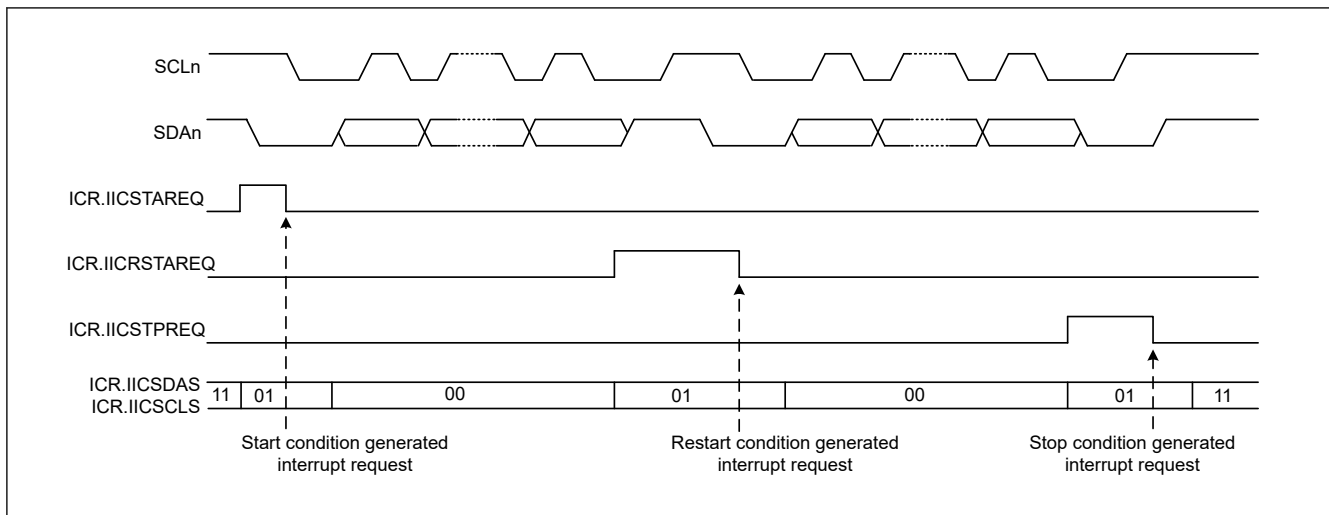 SCLn
SDAn
ICR.IICSTAREQ
ICR.IICRSTAREQ
ICR.IICSTPREQ
ICR.IICSDAS
ICR.IICSCLS
11 01 00 01 00 01 11
Start condition generated
interrupt request
Restart condition generated
interrupt request
Stop condition generated
interrupt request